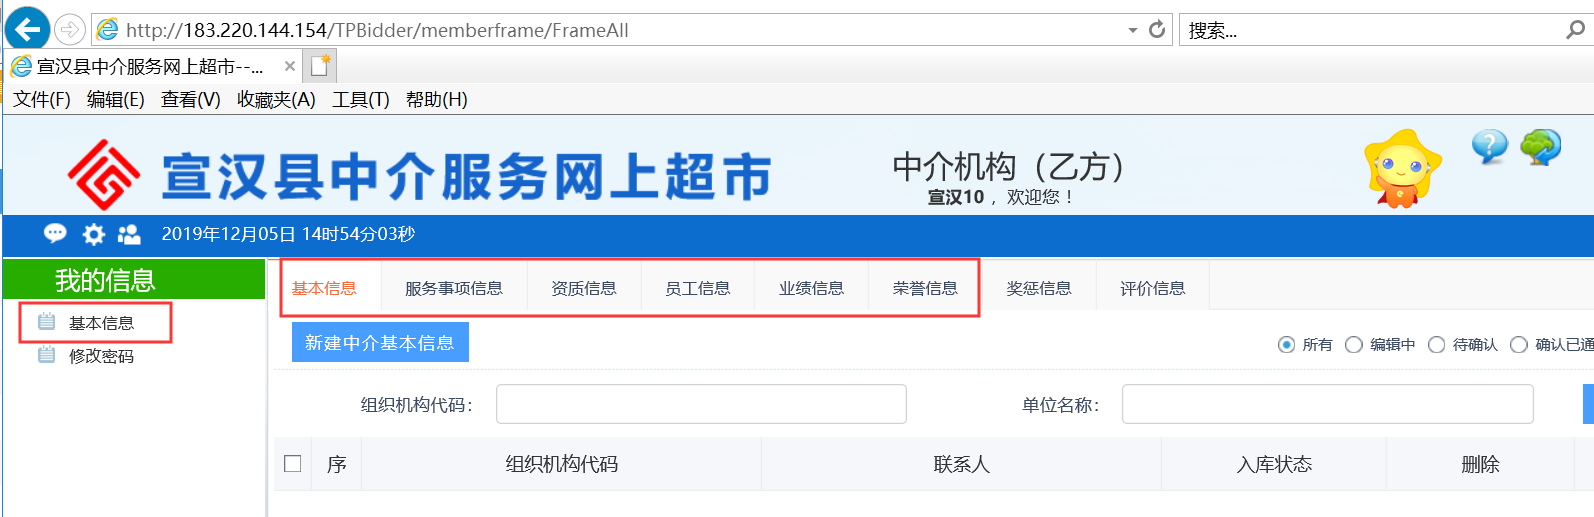 http://183.220.144.154/TPBidder/memberframe/FrameAll
搜索...
宣汉县中介服务网上超市--...
文件(F) 编辑(E) 查看(V) 收藏夹(A) 工具(T) 帮助(H)
宣汉县中介服务网上超市
中介机构（乙方）
宣汉10 ，欢迎您！
2019年12月05日 14时54分03秒
我的信息
基本信息
修改密码
基本信息 服务事项信息 资质信息 员工信息 业绩信息 荣誉信息 奖惩信息 评价信息
新建中介基本信息
所有 编辑中 待确认 确认已通
组织机构代码： 单位名称：
序 组织机构代码 联系人 入库状态 删除